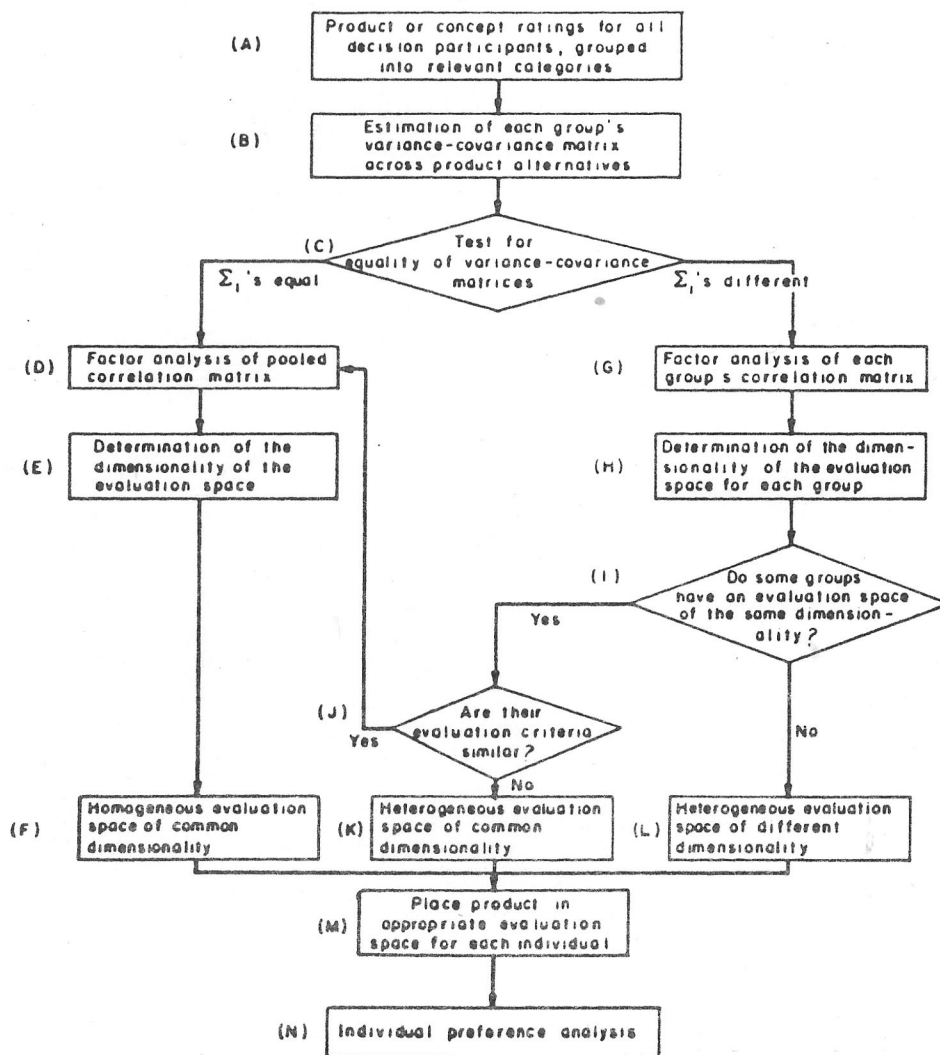 (A)
Product or concept ratings for all
decision participants, grouped
into relevant categories
(B)
Estimation of each group's
variance-covariance matrix
across product alternatives
(C)
Test for
equality of variance-covariance
matrices
Σı's equal
Σı's different
(D)
Factor analysis of pooled
correlation matrix
(G)
Factor analysis of each
group s correlation matrix
(E)
Determination of the
dimensionality of the
evaluation space
(H)
Determination of the dimen-
sionality of the evaluation
space for each group
(I)
Do some groups
have an evaluation space
of the same dimension-
ality?
Yes
No
(J)
Are their
evaluation criteria
similar?
Yes
No
(F)
Homogeneous evaluation
space of common
dimensionality
(K)
Heterogeneous evaluation
space of common
dimensionality
(L)
Heterogeneous evaluation
space of different
dimensionality
(M)
Place product in
appropriate evaluation
space for each individual
(N)
Individual preference analysis